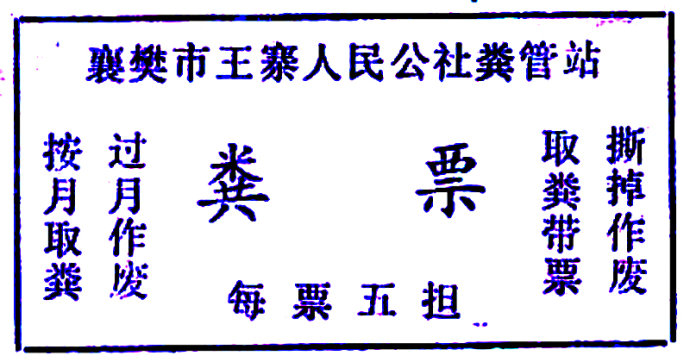 襄樊市王寨人民公社粪管站
粪票
每票五担
撕掉作废
取粪带票
过月作废
按月取粪